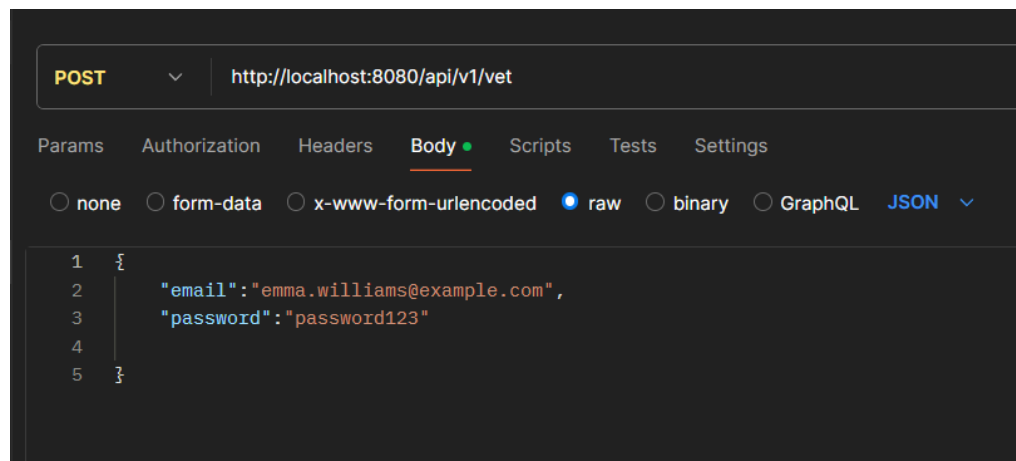 POST http://localhost:8080/api/v1/vet
Params Authorization Headers Body Scripts Tests Settings
none form-data x-www-form-urlencoded raw binary GraphQL JSON
1 {
2 "email":"emma.williams@example.com",
3 "password":"password123"
4
5 }